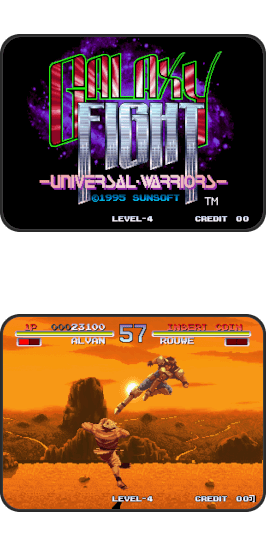 GALAXY
FIGHT
-UNIVERSAL·WARRIORS-
©1995 SUNSOFT TM
LEVEL-4 CREDIT 00
1P 00023100 57 INSERT COIN
ALVAN ROUWE
LEVEL-4 CREDIT 00